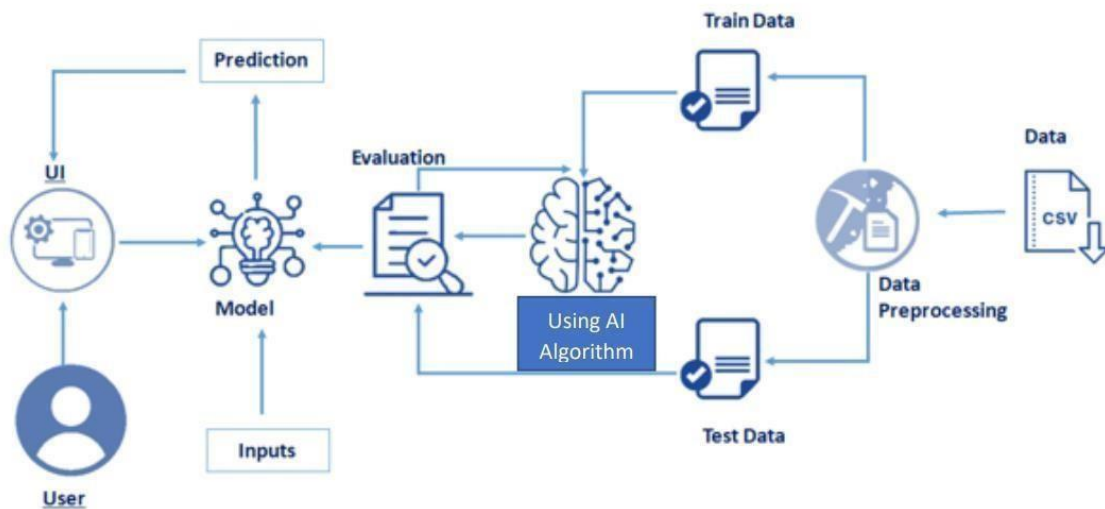 Train Data
Prediction
Data
Evaluation
UI
CSV
Model
Data
Preprocessing
Using AI
Algorithm
Inputs
Test Data
User